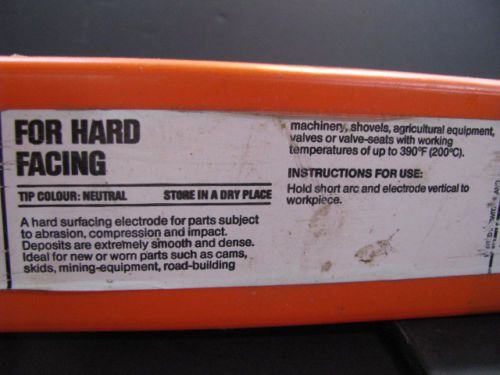 FOR HARD
FACING
TIP COLOUR: NEUTRAL STORE IN A DRY PLACE
A hard surfacing electrode for parts subject
to abrasion, compression and impact.
Deposits are extremely smooth and dense.
Ideal for new or worn parts such as cams,
skids, mining-equipment, road-building
machinery, shovels, agricultural equipment,
valves or valve-seats with working
temperatures of up to 390°F (200°C).
INSTRUCTIONS FOR USE:
Hold short arc and electrode vertical to
workpiece.